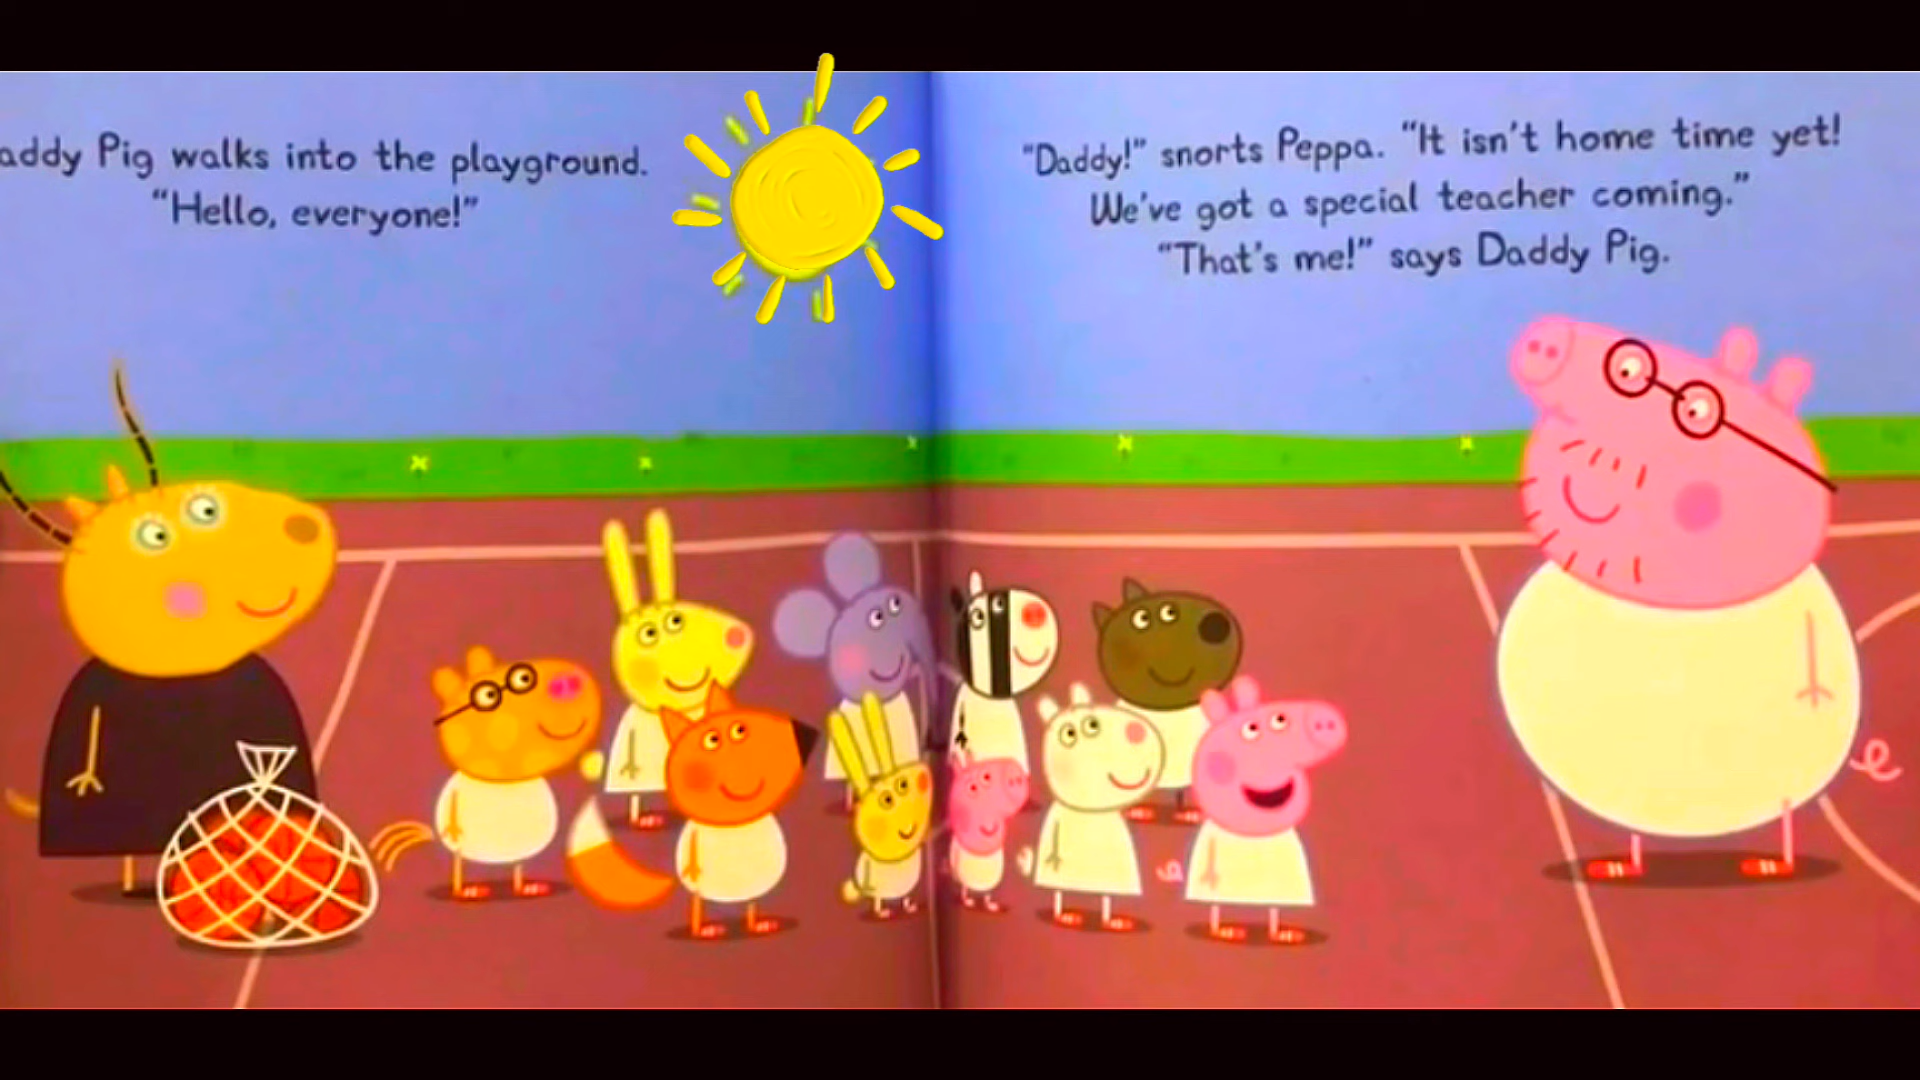 addy Pig walks into the playground.
“Hello, everyone!”
“Daddy!” snorts Peppa. “It isn’t home time yet!
We’ve got a special teacher coming.”
“That’s me!” says Daddy Pig.